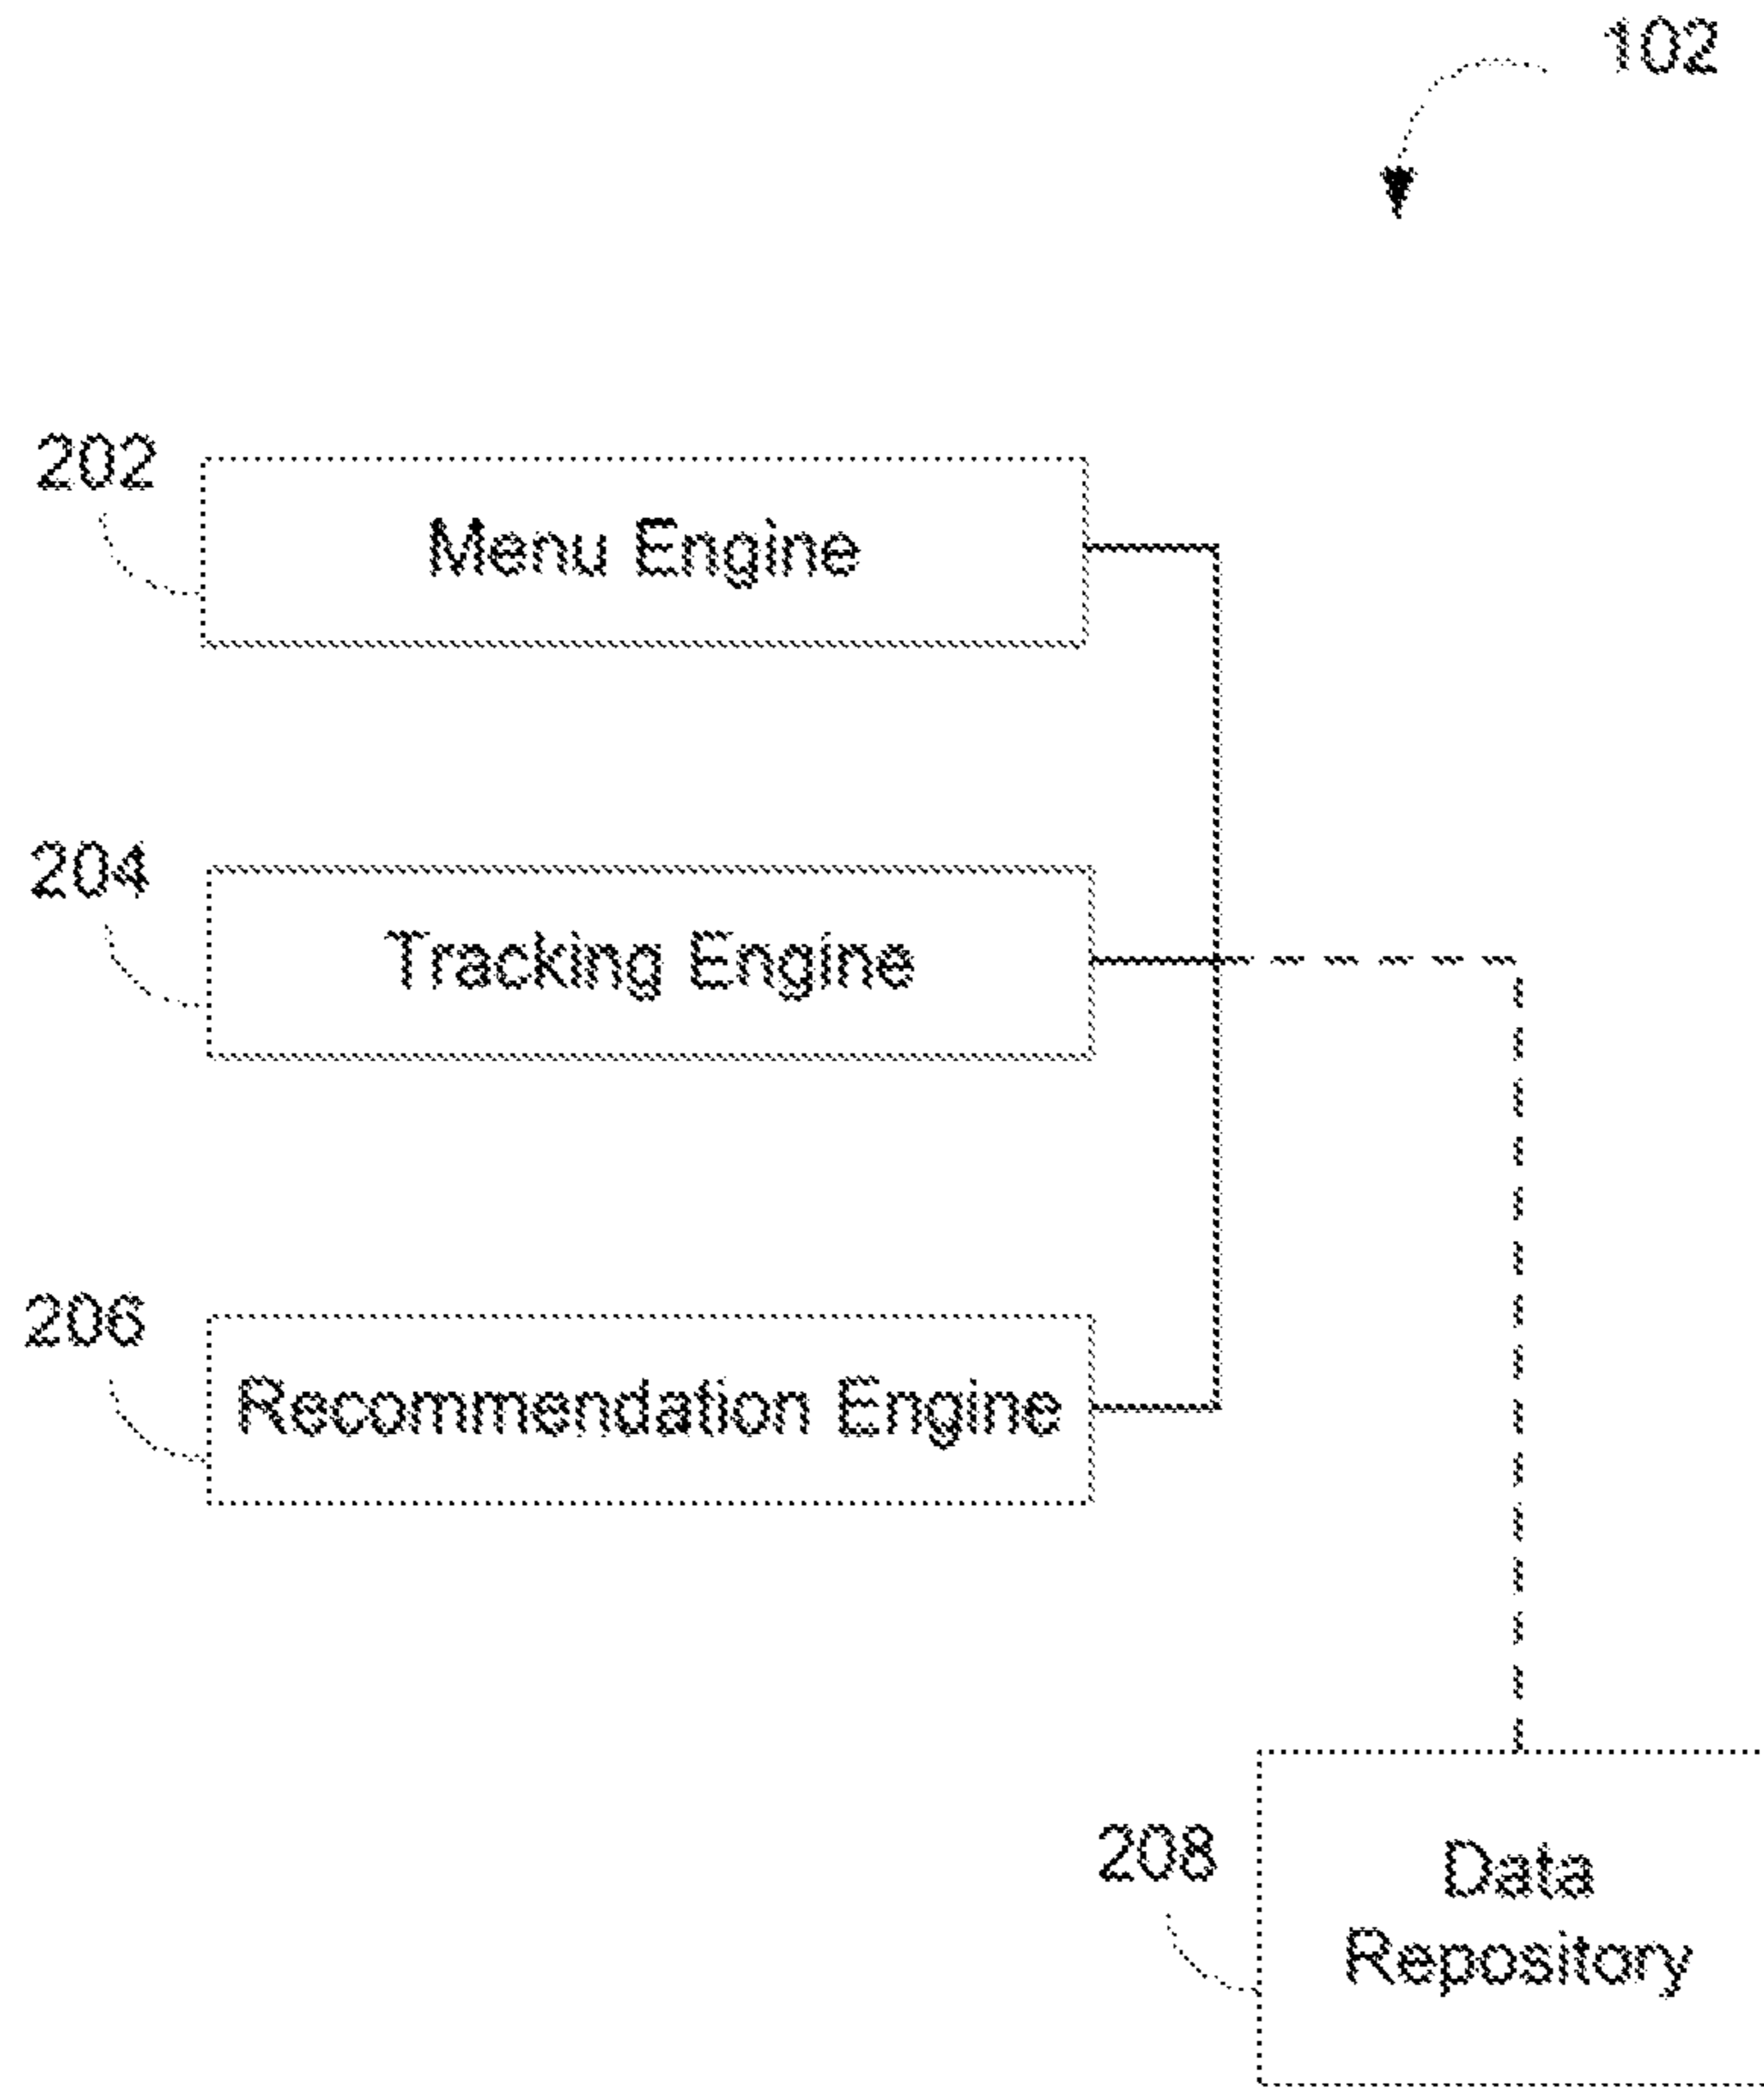 102
202
Menu Engine
204
Tracking Engine
206
Recommendation Engine
208
Data
Repository